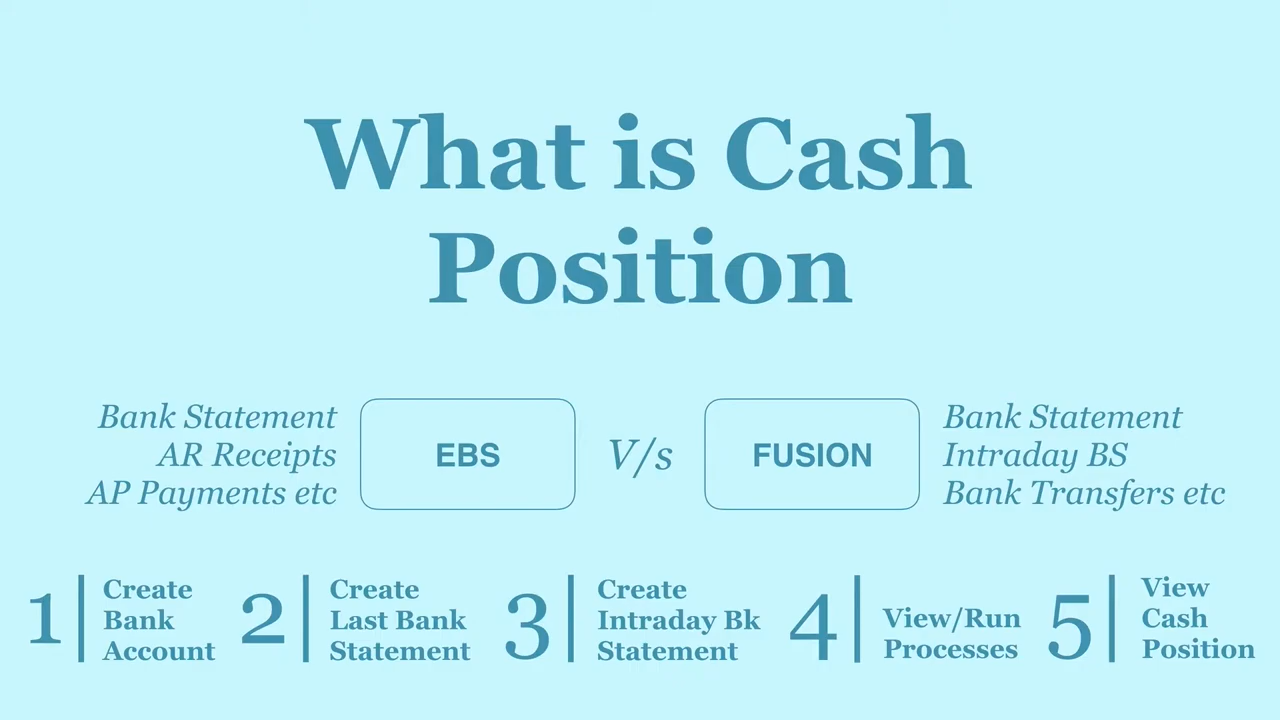 What is Cash
Position
Bank Statement
AR Receipts
AP Payments etc
EBS
V/s
FUSION
Bank Statement
Intraday BS
Bank Transfers etc
1
Create
Bank
Account
2
Create
Last Bank
Statement
3
Create
Intraday Bk
Statement
4
View/Run
Processes
5
View
Cash
Position